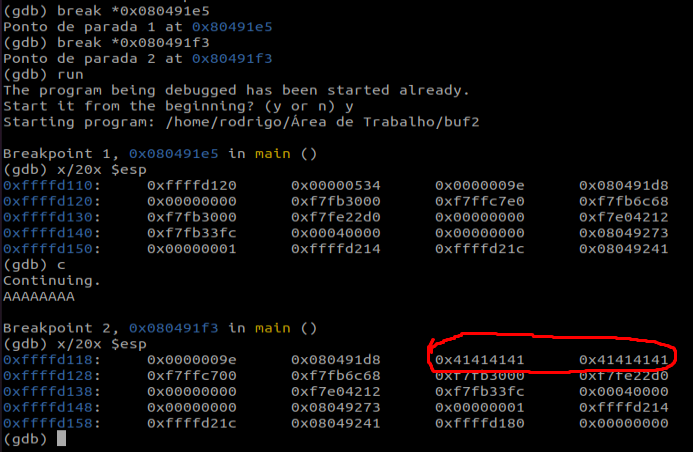 (gdb) break *0x080491e5
Ponto de parada 1 at 0x80491e5
(gdb) break *0x080491f3
Ponto de parada 2 at 0x80491f3
(gdb) run
The program being debugged has been started already.
Start it from the beginning? (y or n) y
Starting program: /home/rodrigo/Área de Trabalho/buf2
Breakpoint 1, 0x080491e5 in main ()
(gdb) x/20x $esp
0xffffd110: 0xffffd120 0x00000534 0x0000009e 0x080491d8
0xffffd120: 0x00000000 0xf7fb3000 0xf7ffc7e0 0xf7fb6c68
0xffffd130: 0xf7fb3000 0xf7fe22d0 0x00000000 0xf7e04212
0xffffd140: 0xf7fb33fc 0x00040000 0x00000000 0x08049273
0xffffd150: 0x00000001 0xffffd214 0xffffd21c 0x08049241
(gdb) c
Continuing.
AAAAAAAA
Breakpoint 2, 0x080491f3 in main ()
(gdb) x/20x $esp
0xffffd118: 0x0000009e 0x080491d8 0x41414141 0x41414141
0xffffd128: 0xf7ffc700 0xf7fb6c68 0xf7fb3000 0xf7fe22d0
0xffffd138: 0x00000000 0xf7e04212 0xf7fb33fc 0x00040000
0xffffd148: 0x00000000 0x08049273 0x00000001 0xffffd214
0xffffd158: 0xffffd21c 0x08049241 0xffffd180 0x00000000
(gdb)